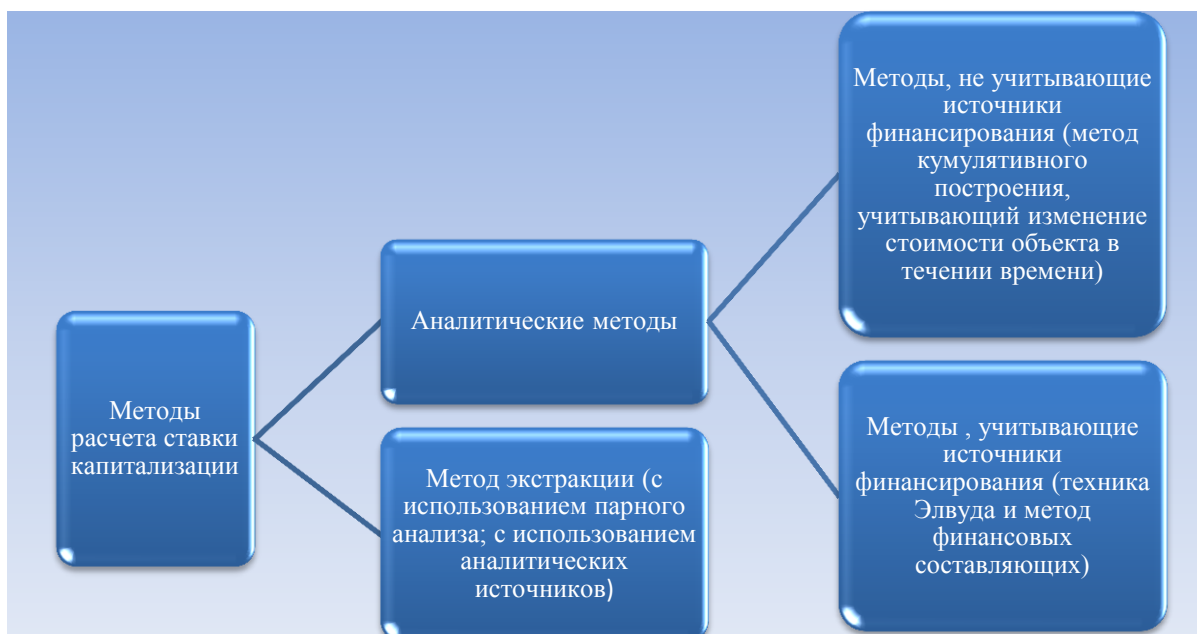 Методы
расчета ставки
капитализации
Аналитические методы
Метод экстракции (с
использованием парного
анализа; с использованием
аналитических
источников)
Методы, не учитывающие
источники
финансирования (метод
кумулятивного
построения,
учитывающий изменение
стоимости объекта в
течении времени)
Методы , учитывающие
источники
финансирования (техника
Элвуда и метод
финансовых
составляющих)